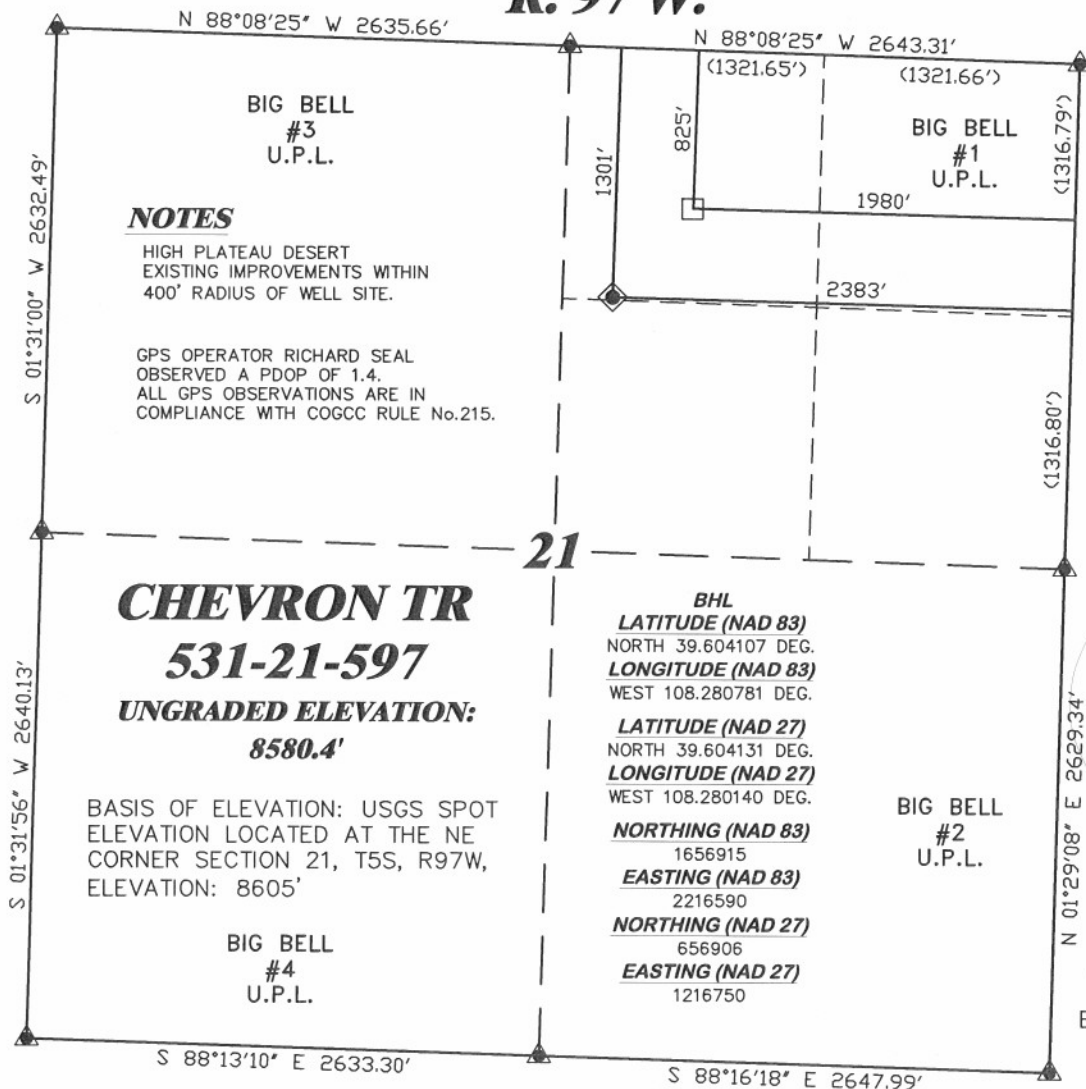 R. 97 W.
N 88°08'25" W 2635.66'
N 88°08'25" W 2643.31'
(1321.65')
(1321.66')
BIG BELL
#3
U.P.L.
825'
1301'
BIG BELL
#1
U.P.L.
(1316.79')
S 01°31'00" W 2632.49'
NOTES
HIGH PLATEAU DESERT
EXISTING IMPROVEMENTS WITHIN
400' RADIUS OF WELL SITE.
1980'
2383'
GPS OPERATOR RICHARD SEAL
OBSERVED A PDOP OF 1.4.
ALL GPS OBSERVATIONS ARE IN
COMPLIANCE WITH COGCC RULE No.215.
(1316.80')
21
CHEVRON TR
531-21-597
UNGRADED ELEVATION:
8580.4'
BASIS OF ELEVATION: USGS SPOT
ELEVATION LOCATED AT THE NE
CORNER SECTION 21, T5S, R97W,
ELEVATION: 8605'
S 01°31'56" W 2640.13'
BIG BELL
#4
U.P.L.
BHL
LATITUDE (NAD 83)
NORTH 39.604107 DEG.
LONGITUDE (NAD 83)
WEST 108.280781 DEG.
LATITUDE (NAD 27)
NORTH 39.604131 DEG.
LONGITUDE (NAD 27)
WEST 108.280140 DEG.
NORTHING (NAD 83)
1656915
EASTING (NAD 83)
2216590
NORTHING (NAD 27)
656906
EASTING (NAD 27)
1216750
BIG BELL
#2
U.P.L.
N 01°29'08" E 2629.34'
S 88°13'10" E 2633.30'
S 88°16'18" E 2647.99'